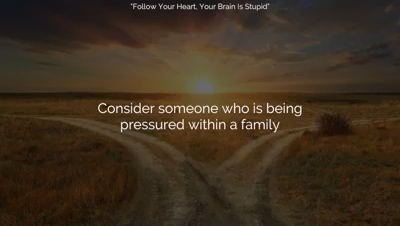 "Follow Your Heart, Your Brain Is Stupid"
Consider someone who is being
pressured within a family